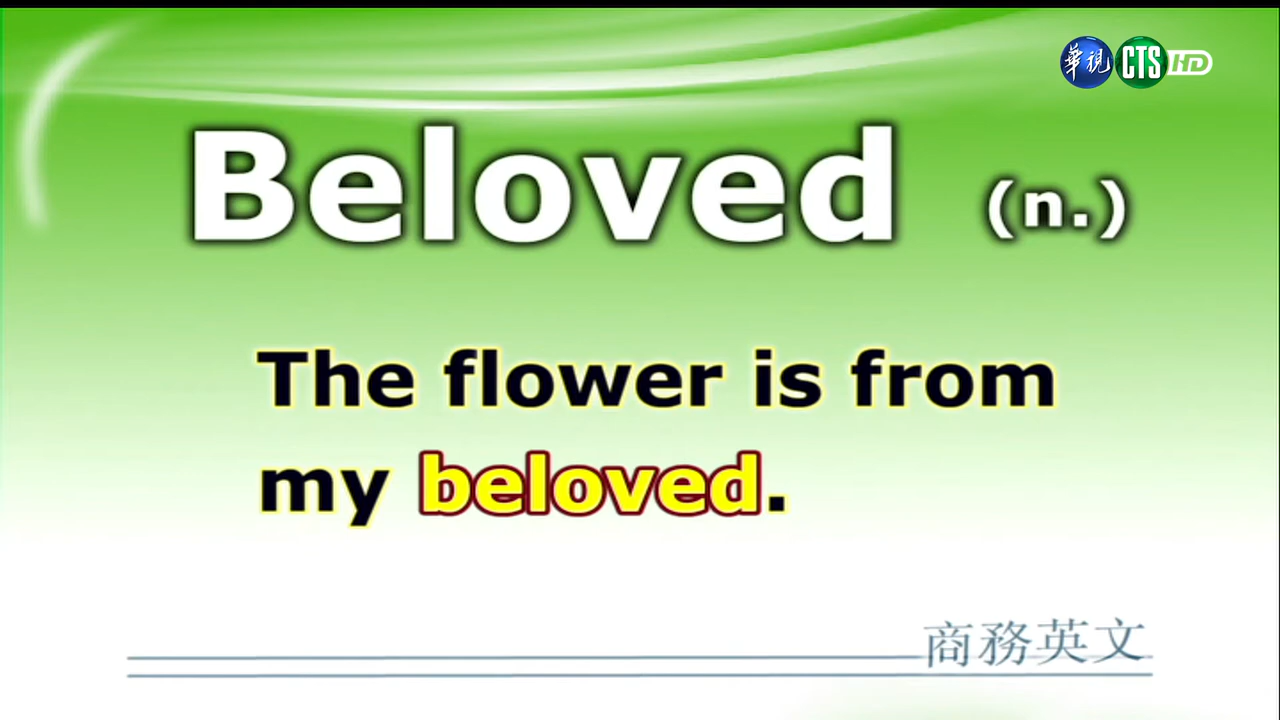 華視 CTS HD
Beloved (n.)
The flower is from
my beloved.
商務英文